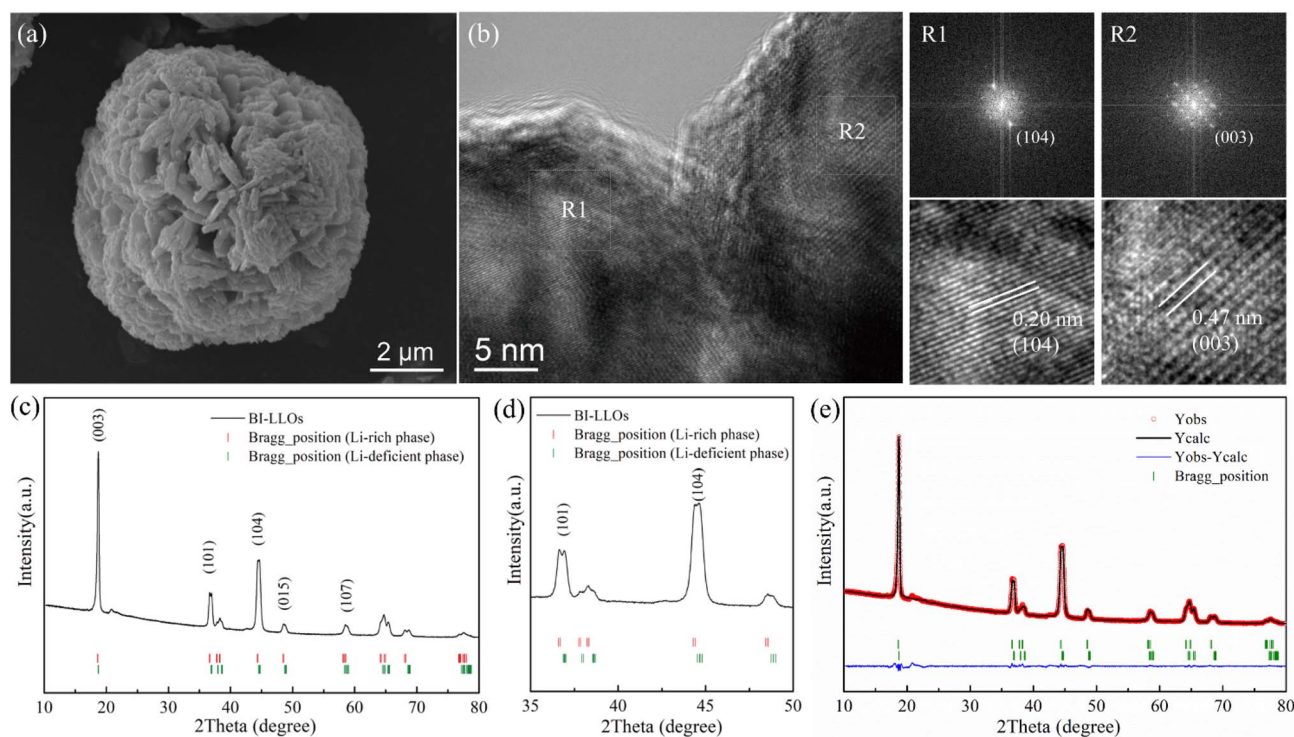 (a)
2 μm
(b)
R1
R2
5 nm
R1
(104)
R2
(003)
0.20 nm
(104)
0.47 nm
(003)
(c)
(003)
BI-LLOs
Bragg_position (Li-rich phase)
Bragg_position (Li-deficient phase)
(101)
(104)
(015)
(107)
Intensity(a.u.)
10 20 30 40 50 60 70 80
2Theta (degree)
(d)
BI-LLOs
Bragg_position (Li-rich phase)
Bragg_position (Li-deficient phase)
(101)
(104)
Intensity(a.u.)
35 40 45 50
2Theta (degree)
(e)
Yobs
Ycalc
Yobs-Ycalc
Bragg_position
Intensity(a.u.)
10 20 30 40 50 60 70 80
2Theta (degree)